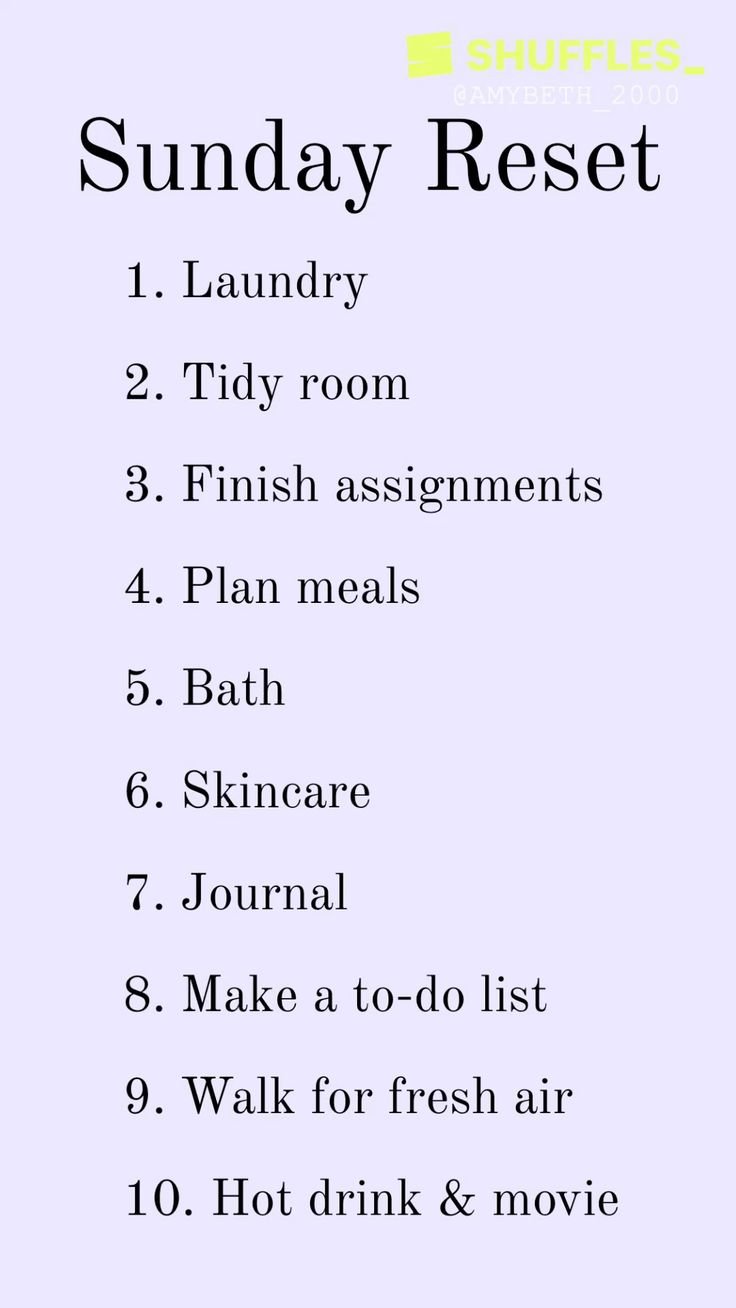 SHUFFLES_
@AMYBETH_2000
Sunday Reset
1. Laundry
2. Tidy room
3. Finish assignments
4. Plan meals
5. Bath
6. Skincare
7. Journal
8. Make a to-do list
9. Walk for fresh air
10. Hot drink & movie